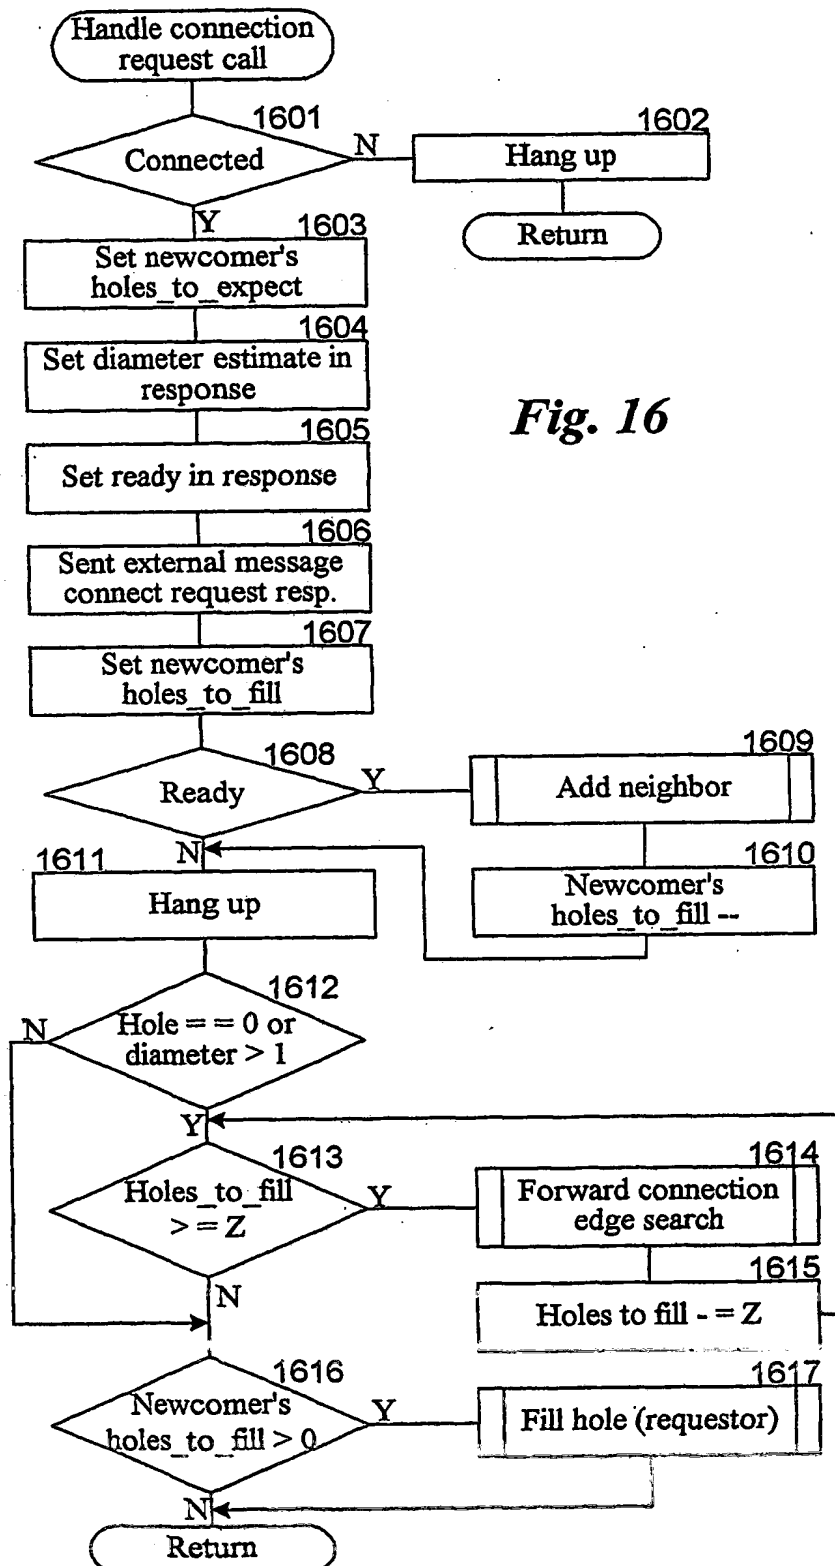 Handle connection
request call
1601
Connected
N
1602
Hang up
Return
Y
1603
Set newcomer's
holes_to_expect
1604
Set diameter estimate in
response
1605
Set ready in response
Fig. 16
1606
Sent external message
connect request resp.
1607
Set newcomer's
holes_to_fill
1608
Ready
Y
1609
Add neighbor
N
1610
Newcomer's
holes_to_fill --
1611
Hang up
1612
Hole = = 0 or
diameter > 1
N
Y
1613
Holes_to_fill
> = Z
Y
1614
Forward connection
edge search
N
1615
Holes to fill - = Z
1616
Newcomer's
holes_to_fill > 0
Y
1617
Fill hole (requestor)
N
Return